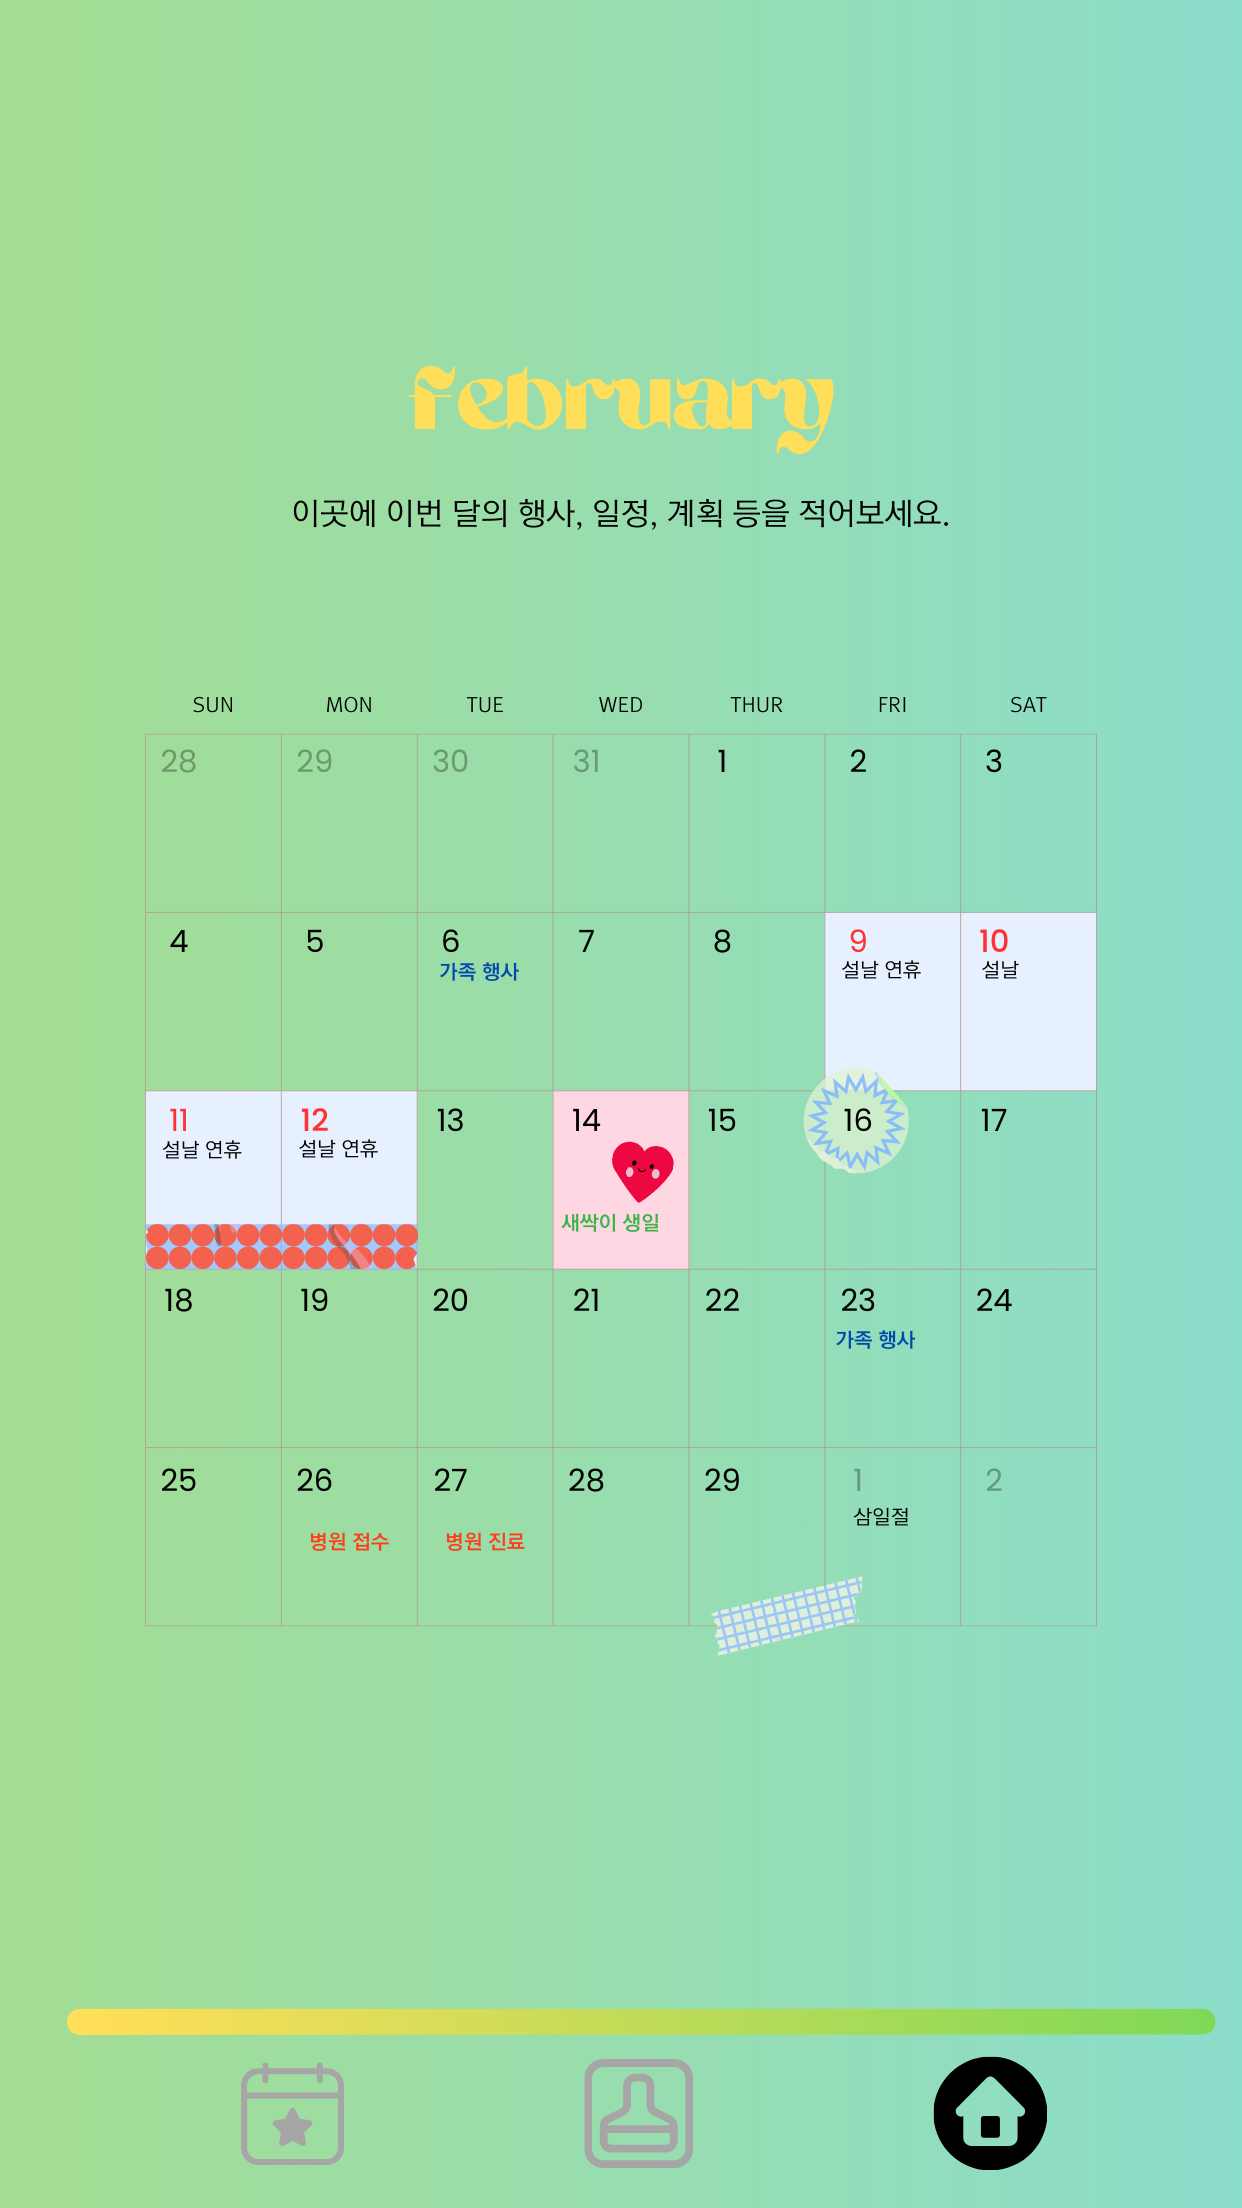 february
이곳에 이번 달의 행사, 일정, 계획 등을 적어보세요.
SUN MON TUE WED THUR FRI SAT
28 29 30 31 1 2 3
4 5 6 7 8 9 10
가족 행사 설날 연휴 설날
11 12 13 14 15 16 17
설날 연휴 설날 연휴
새싹이 생일
18 19 20 21 22 23 24
가족 행사
25 26 27 28 29 1 2
삼일절
병원 접수 병원 진료